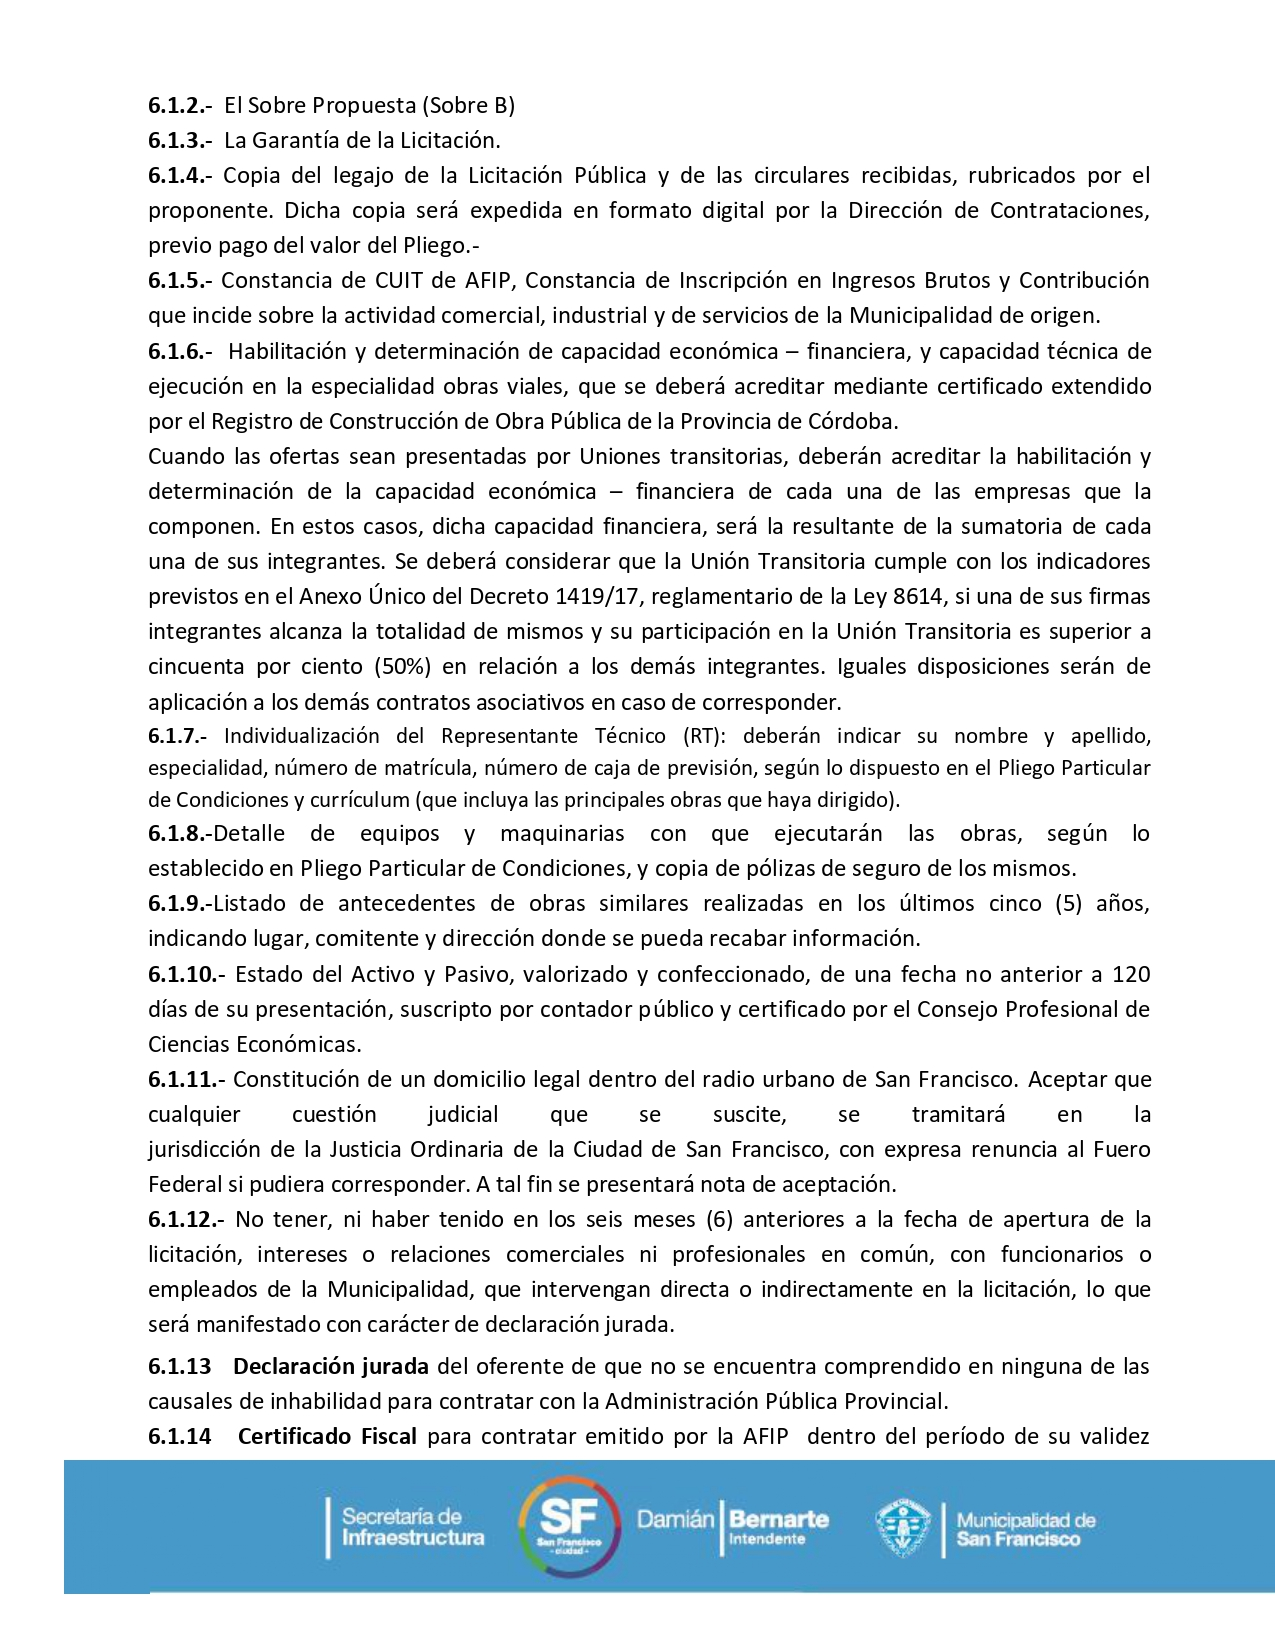 6.1.2.- El Sobre Propuesta (Sobre B)
6.1.3.- La Garantía de la Licitación.
6.1.4.- Copia del legajo de la Licitación Pública y de las circulares recibidas, rubricados por el
proponente. Dicha copia será expedida en formato digital por la Dirección de Contrataciones,
previo pago del valor del Pliego.-
6.1.5.- Constancia de CUIT de AFIP, Constancia de Inscripción en Ingresos Brutos y Contribución
que incide sobre la actividad comercial, industrial y de servicios de la Municipalidad de origen.
6.1.6.- Habilitación y determinación de capacidad económica – financiera, y capacidad técnica de
ejecución en la especialidad obras viales, que se deberá acreditar mediante certificado extendido
por el Registro de Construcción de Obra Pública de la Provincia de Córdoba.
Cuando las ofertas sean presentadas por Uniones transitorias, deberán acreditar la habilitación y
determinación de la capacidad económica – financiera de cada una de las empresas que la
componen. En estos casos, dicha capacidad financiera, será la resultante de la sumatoria de cada
una de sus integrantes. Se deberá considerar que la Unión Transitoria cumple con los indicadores
previstos en el Anexo Único del Decreto 1419/17, reglamentario de la Ley 8614, si una de sus firmas
integrantes alcanza la totalidad de mismos y su participación en la Unión Transitoria es superior a
cincuenta por ciento (50%) en relación a los demás integrantes. Iguales disposiciones serán de
aplicación a los demás contratos asociativos en caso de corresponder.
6.1.7.- Individualización del Representante Técnico (RT): deberán indicar su nombre y apellido,
especialidad, número de matrícula, número de caja de previsión, según lo dispuesto en el Pliego Particular
de Condiciones y currículum (que incluya las principales obras que haya dirigido).
6.1.8.-Detalle de equipos y maquinarias con que ejecutarán las obras, según lo
establecido en Pliego Particular de Condiciones, y copia de pólizas de seguro de los mismos.
6.1.9.-Listado de antecedentes de obras similares realizadas en los últimos cinco (5) años,
indicando lugar, comitente y dirección donde se pueda recabar información.
6.1.10.- Estado del Activo y Pasivo, valorizado y confeccionado, de una fecha no anterior a 120
días de su presentación, suscripto por contador público y certificado por el Consejo Profesional de
Ciencias Económicas.
6.1.11.- Constitución de un domicilio legal dentro del radio urbano de San Francisco. Aceptar que
cualquier cuestión judicial que se suscite, se tramitará en la
jurisdicción de la Justicia Ordinaria de la Ciudad de San Francisco, con expresa renuncia al Fuero
Federal si pudiera corresponder. A tal fin se presentará nota de aceptación.
6.1.12.- No tener, ni haber tenido en los seis meses (6) anteriores a la fecha de apertura de la
licitación, intereses o relaciones comerciales ni profesionales en común, con funcionarios o
empleados de la Municipalidad, que intervengan directa o indirectamente en la licitación, lo que
será manifestado con carácter de declaración jurada.
6.1.13 Declaración jurada del oferente de que no se encuentra comprendido en ninguna de las
causales de inhabilidad para contratar con la Administración Pública Provincial.
6.1.14 Certificado Fiscal para contratar emitido por la AFIP dentro del período de su validez
Secretaría de
Infraestructura
SF
San Francisco
-ciudad-
Damián Bernarte
Intendente
Municipalidad de
San Francisco